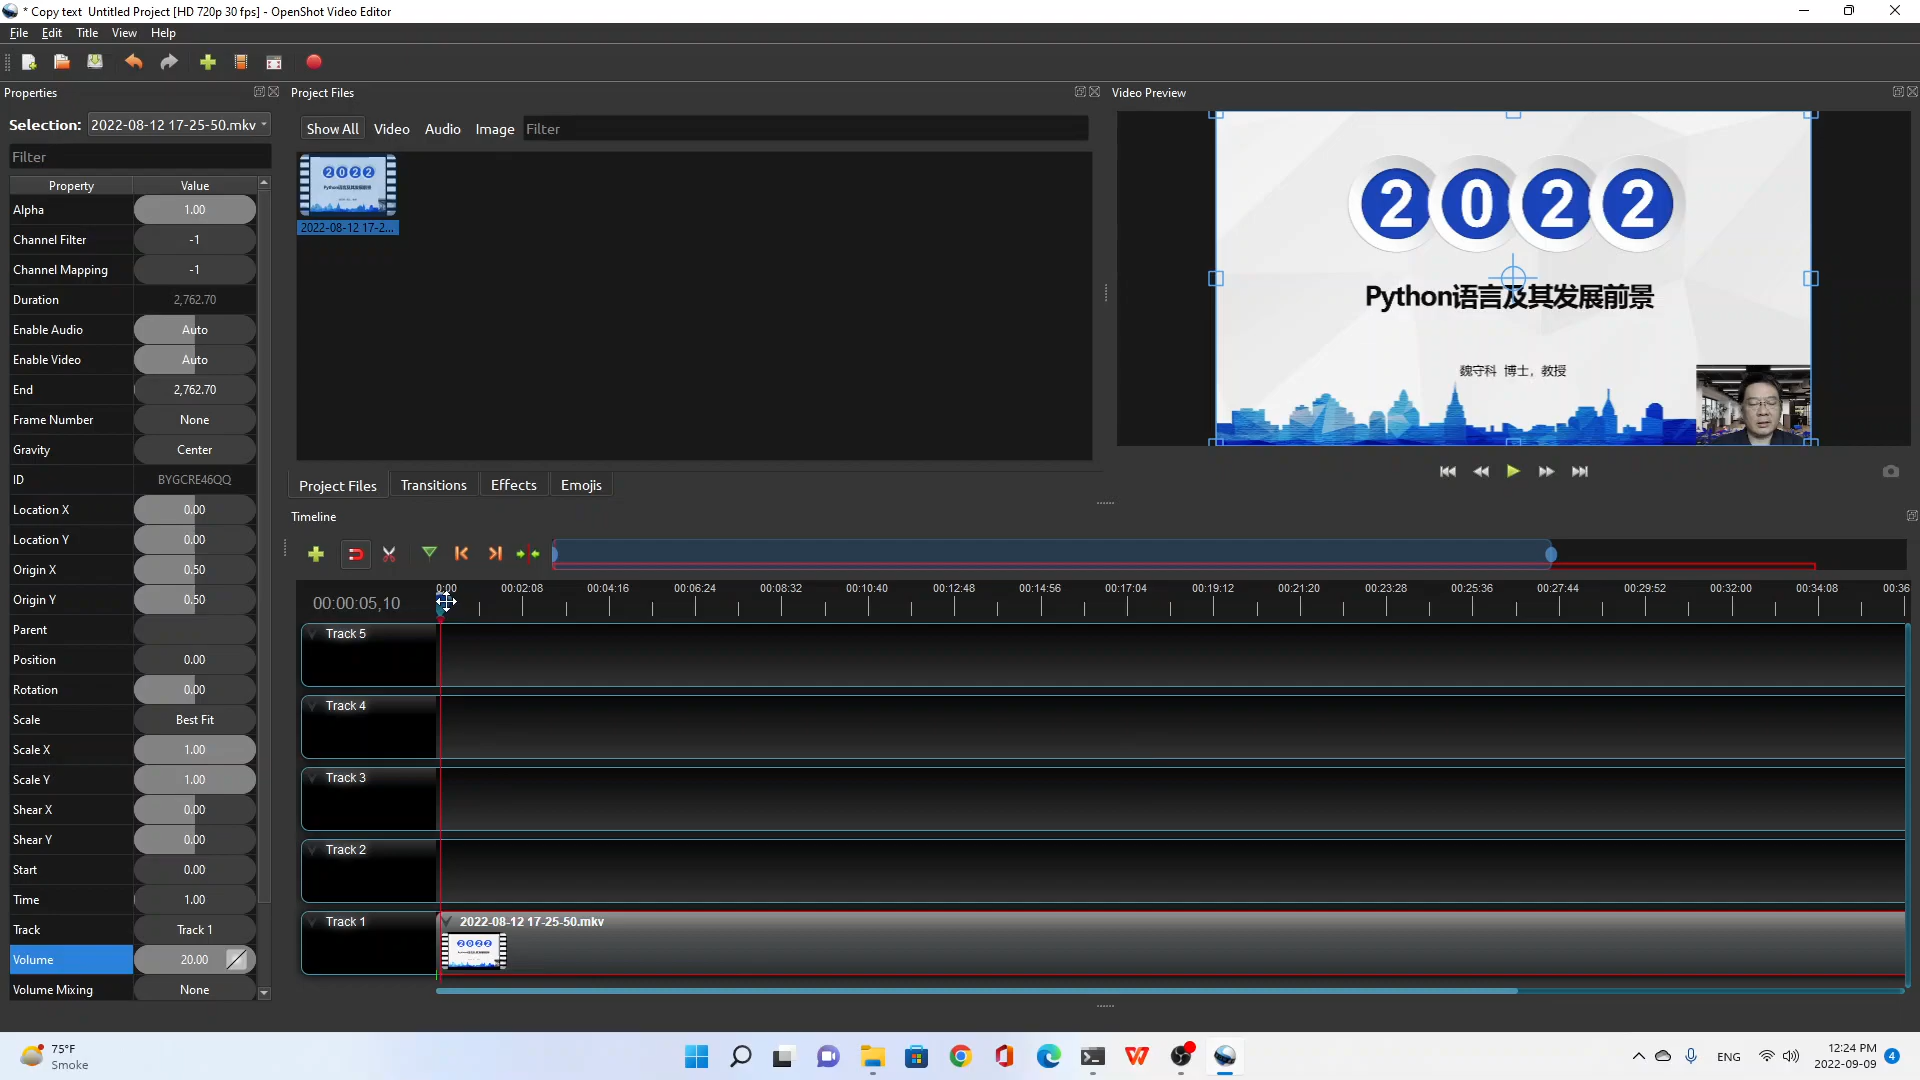 * Copy text  Untitled Project [HD 720p 30 fps] - OpenShot Video Editor
File Edit Title View Help
Properties
Selection: 2022-08-12 17-25-50.mkv
Filter
Property Value
Alpha 1.00
Channel Filter -1
Channel Mapping -1
Duration 2,762.70
Enable Audio Auto
Enable Video Auto
End 2,762.70
Frame Number None
Gravity Center
ID BYGCRE46QQ
Location X 0.00
Location Y 0.00
Origin X 0.50
Origin Y 0.50
Parent
Position 0.00
Rotation 0.00
Scale Best Fit
Scale X 1.00
Scale Y 1.00
Shear X 0.00
Shear Y 0.00
Start 0.00
Time 1.00
Track Track 1
Volume 20.00
Volume Mixing None
Project Files
Show All Video Audio Image Filter
2022-08-12 17-2...
Project Files Transitions Effects Emojis
Video Preview
2022
Python语言及其发展前景
魏守科 博士，教授
Timeline
00:00:05,10
0:00 00:02:08 00:04:16 00:06:24 00:08:32 00:10:40 00:12:48 00:14:56 00:17:04 00:19:12 00:21:20 00:23:28 00:25:36 00:27:44 00:29:52 00:32:00 00:34:08 00:36
Track 5
Track 4
Track 3
Track 2
Track 1
2022-08-12 17-25-50.mkv
2022
75°F
Smoke
ENG
12:24 PM
2022-09-09
4